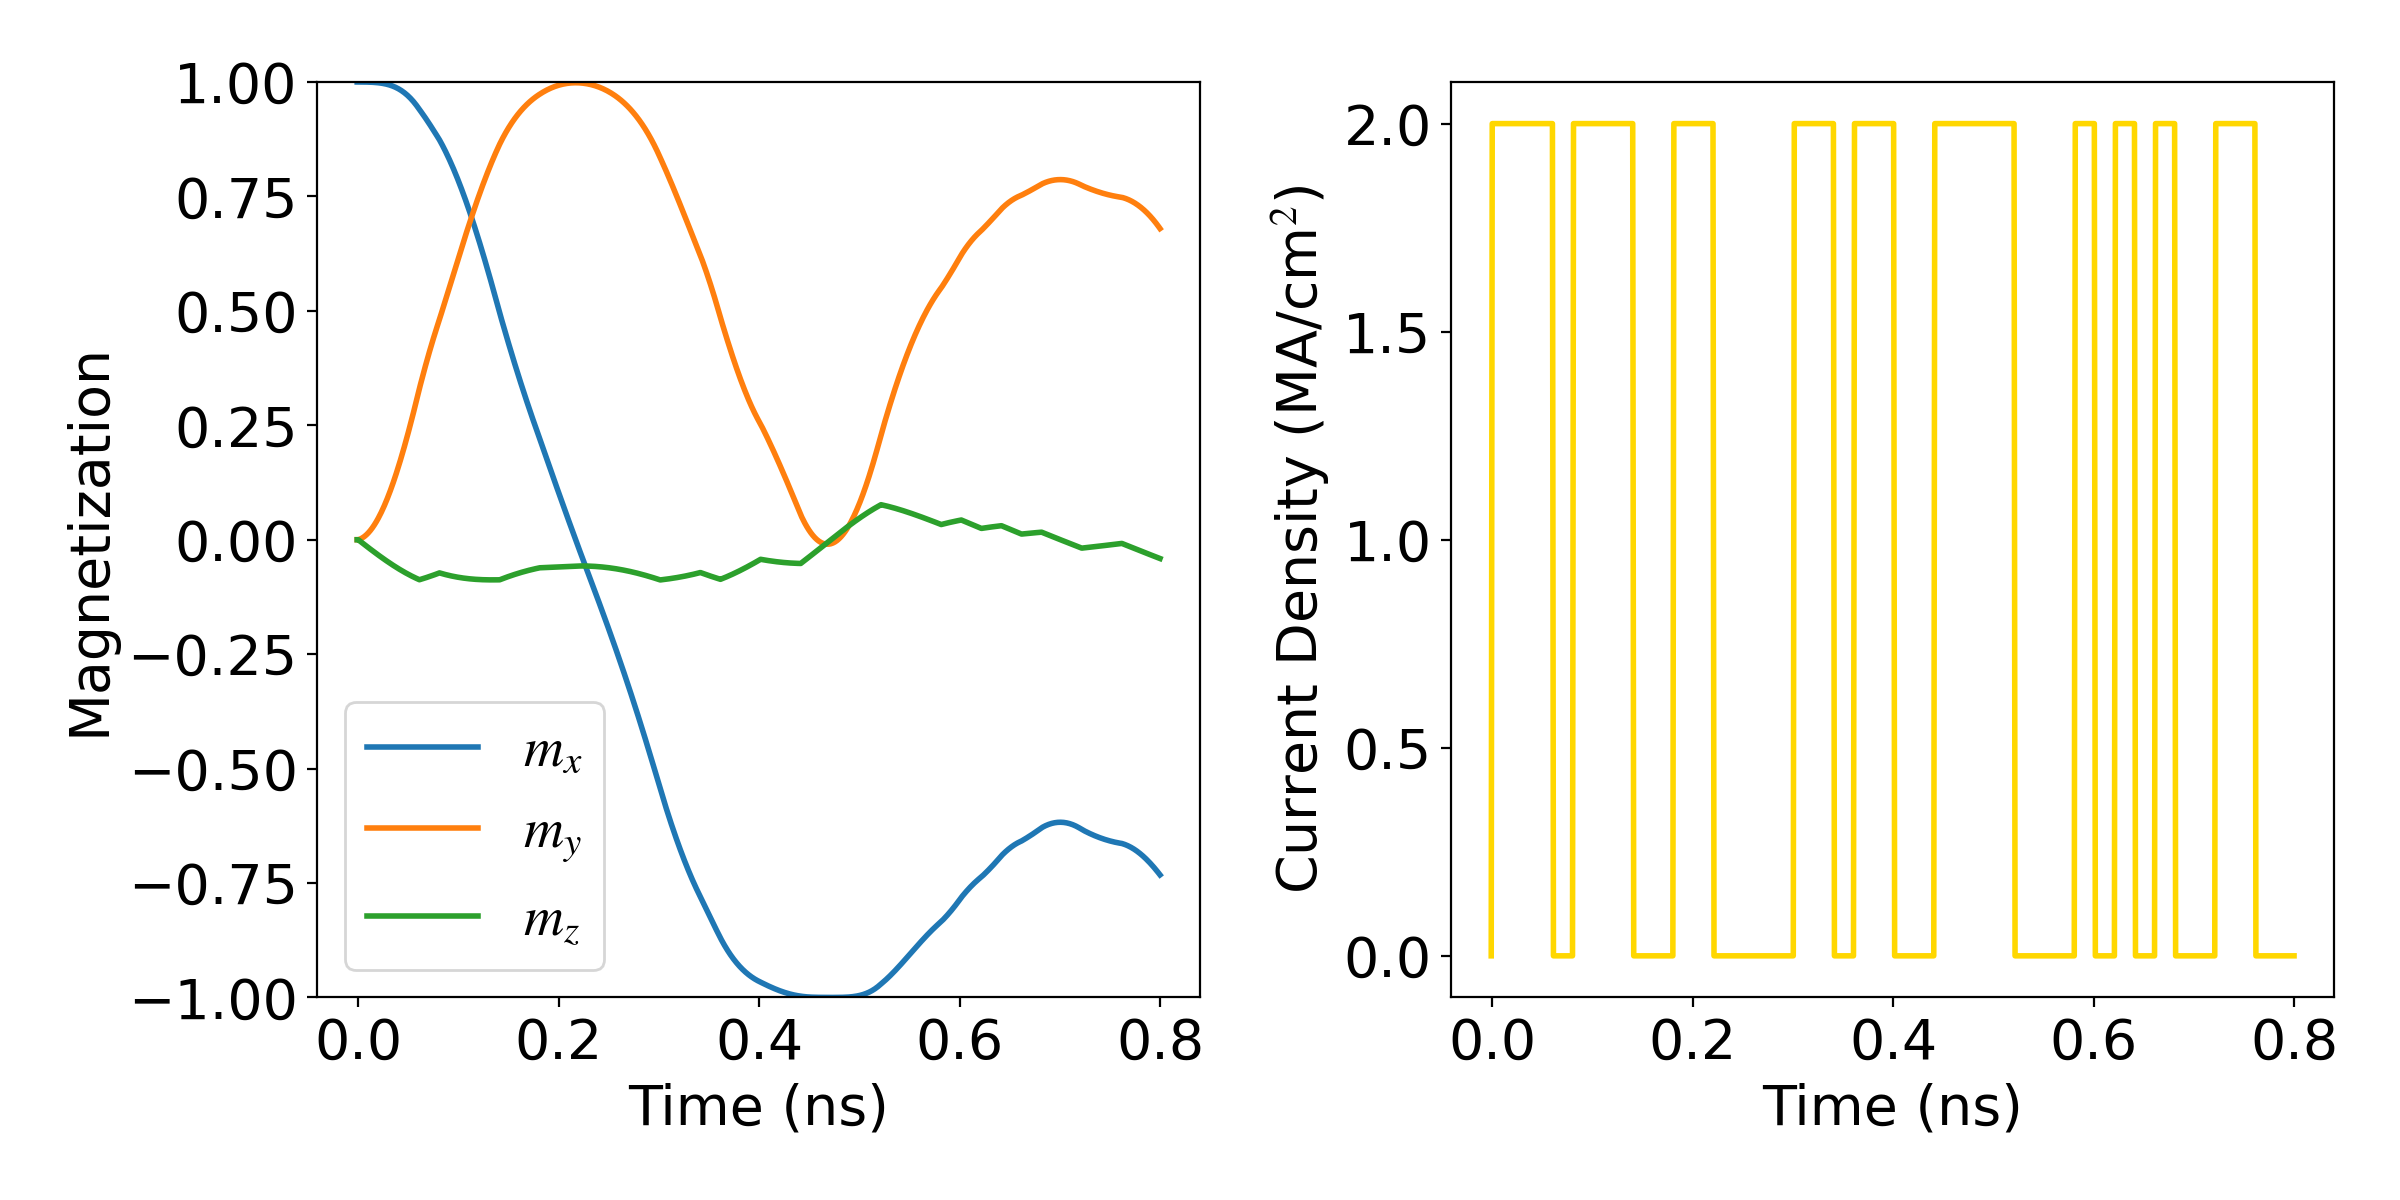 Magnetization
1.00
0.75
0.50
0.25
0.00
−0.25
−0.50
−0.75
−1.00
m_x
m_y
m_z
0.0 0.2 0.4 0.6 0.8
Time (ns)
Current Density (MA/cm²)
2.0
1.5
1.0
0.5
0.0
0.0 0.2 0.4 0.6 0.8
Time (ns)